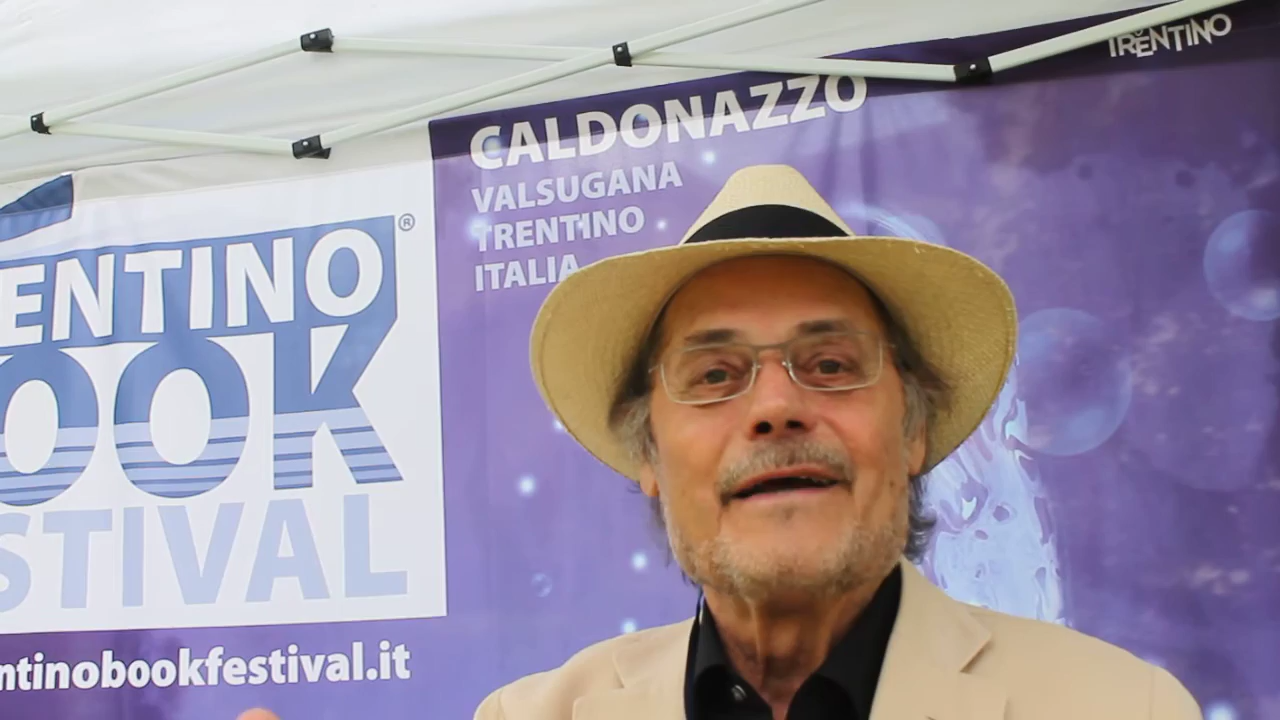 TRENTINO
CALDONAZZO
VALSUGANA
TRENTINO
ITALIA
ENTINO
®
OOK
STIVAL
ntinobookfestival.it